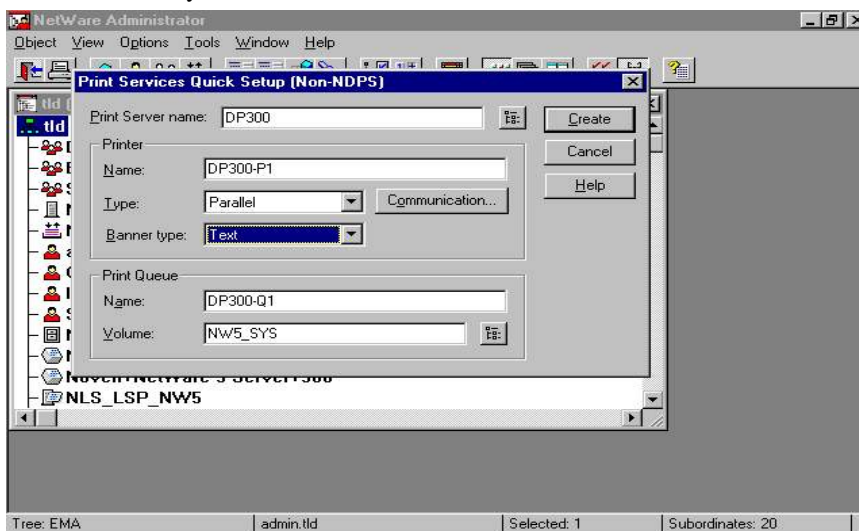 NetWare Administrator
Object View Options Tools Window Help
Print Services Quick Setup (Non-NDPS)
tld
tld
Print Server name: DP300
Create
Printer
Cancel
Name: DP300-P1
Help
Type: Parallel Communication...
Banner type: Text
Print Queue
Name: DP300-Q1
Volume: NW5_SYS
NLS_LSP_NW5
Tree: EMA admin.tld Selected: 1 Subordinates: 20